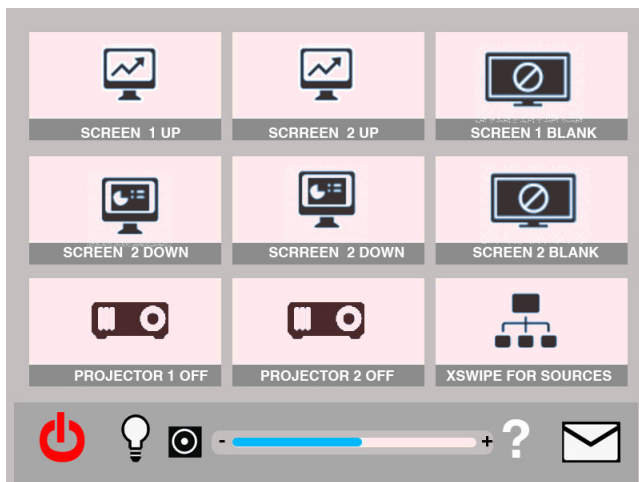 SCREEN 1 UP
SCRREEN 2 UP
SCREEN 1 BLANK
SCREEN 2 DOWN
SCRREEN 2 DOWN
SCREEN 2 BLANK
PROJECTOR 1 OFF
PROJECTOR 2 OFF
XSWIPE FOR SOURCES
- + ?